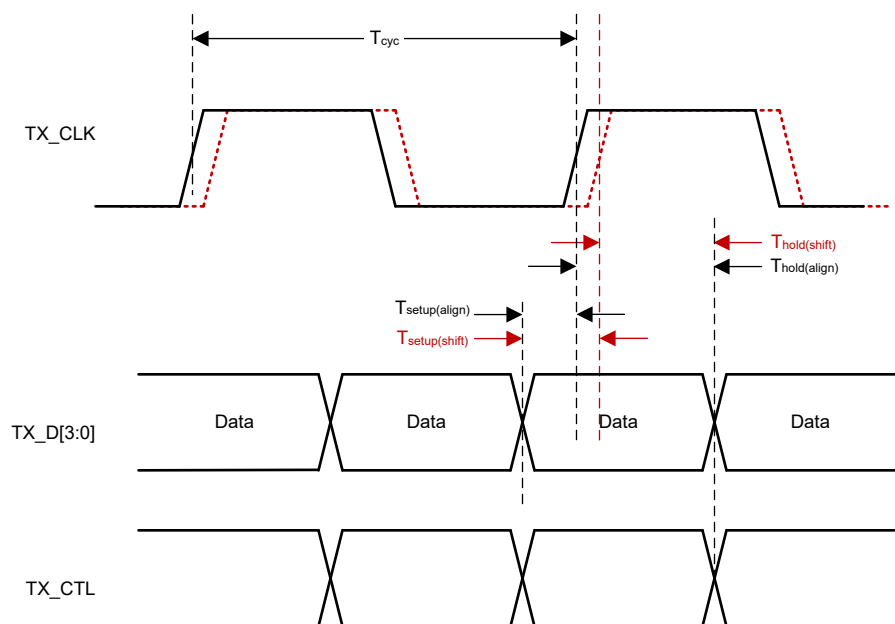 Tcyc
TX_CLK
Thold(shift)
Thold(align)
Tsetup(align)
Tsetup(shift)
TX_D[3:0]
Data
Data
Data
Data
TX_CTL